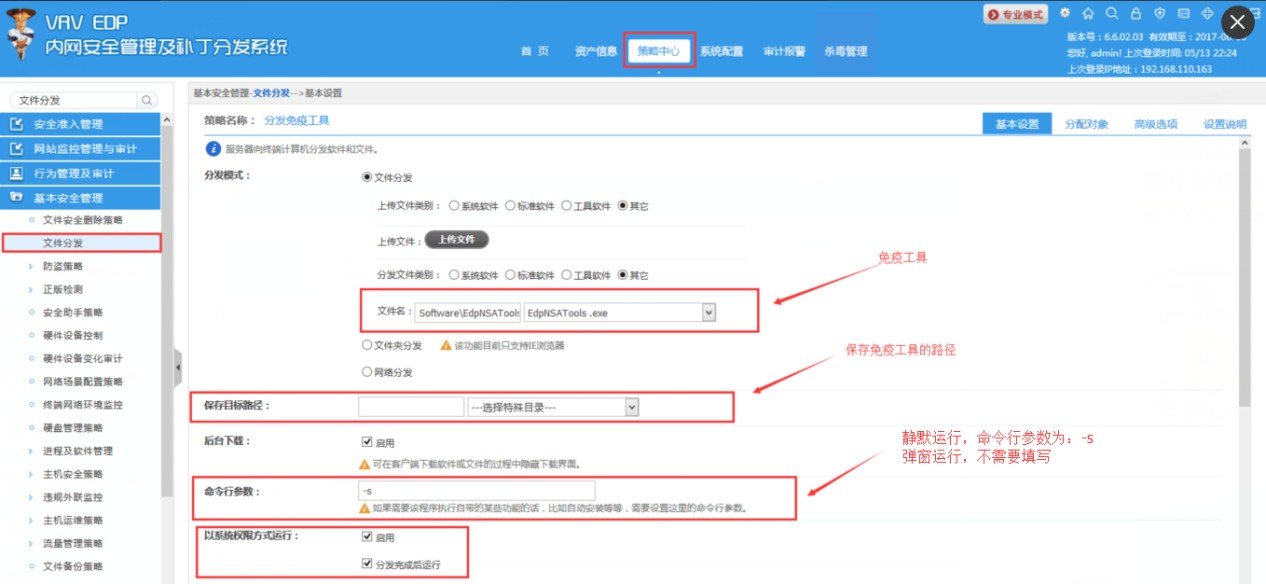 VRV EDP
内网安全管理及补丁分发系统
首 页 资产信息 策略中心 系统配置 审计报警 杀毒管理
专业模式
版本号：6.6.02.03 有效期至：2017-06-
您好, admin! 上次登录时间: 05/13 22:24
上次登录IP地址：192.168.110.163
文件分发
安全准入管理
网站监控管理与审计
行为管理及审计
基本安全管理
文件安全删除策略
文件分发
防盗策略
正版检测
安全助手策略
硬件设备控制
硬件设备变化审计
网络场景配置策略
终端网络环境监控
硬盘管理策略
进程及软件管理
主机安全策略
违规外联监控
主机运维策略
流量管理策略
文件备份策略
基本安全管理-文件分发-->基本设置
策略名称： 分发免疫工具
基本设置 分配对象 高级选项 设置说明
服务器向终端计算机分发软件和文件。
分发模式： 文件分发
上传文件类别： 系统软件 标准软件 工具软件 其它
上传文件： 上传文件
分发文件类别： 系统软件 标准软件 工具软件 其它
免疫工具
文件名： Software\EdpNSATools EdpNSATools .exe
文件夹分发 该功能目前只支持IE浏览器
保存免疫工具的路径
网络分发
保存目标路径： ---选择特殊目录---
后台下载： 启用
可在客户端下载软件或文件的过程中隐藏下载界面。
静默运行，命令行参数为：-s
弹窗运行，不需要填写
命令行参数： -s
如果需要该程序执行自带的某些功能的话，比如自动安装等等，需要设置这里的命令行参数。
以系统权限方式运行： 启用
分发完成后运行